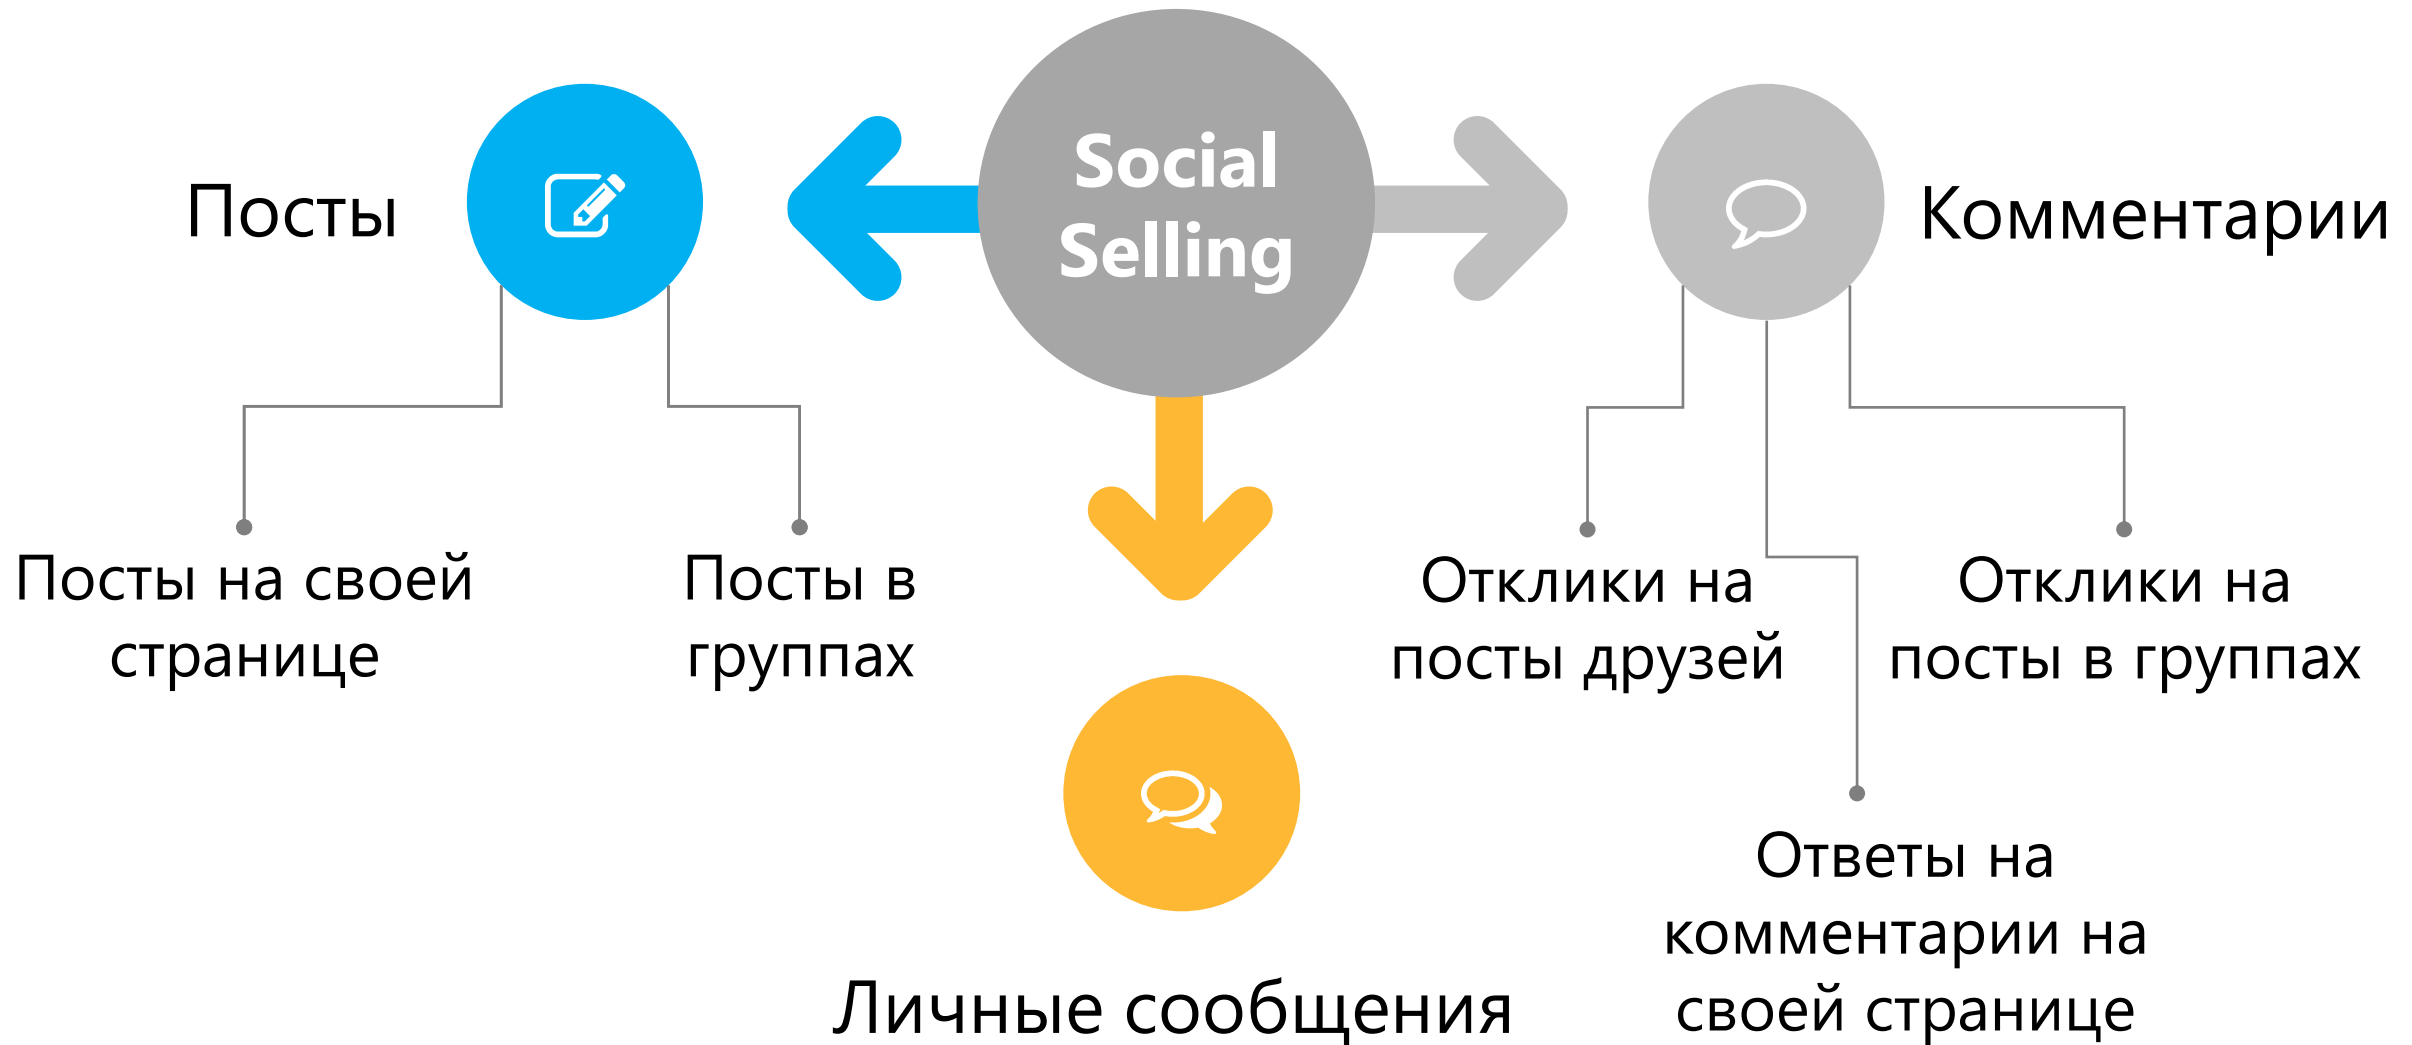 Social
Selling
Посты
Комментарии
Посты на своей
странице
Посты в
группах
Отклики на
посты друзей
Отклики на
посты в группах
Ответы на
комментарии на
своей странице
Личные сообщения